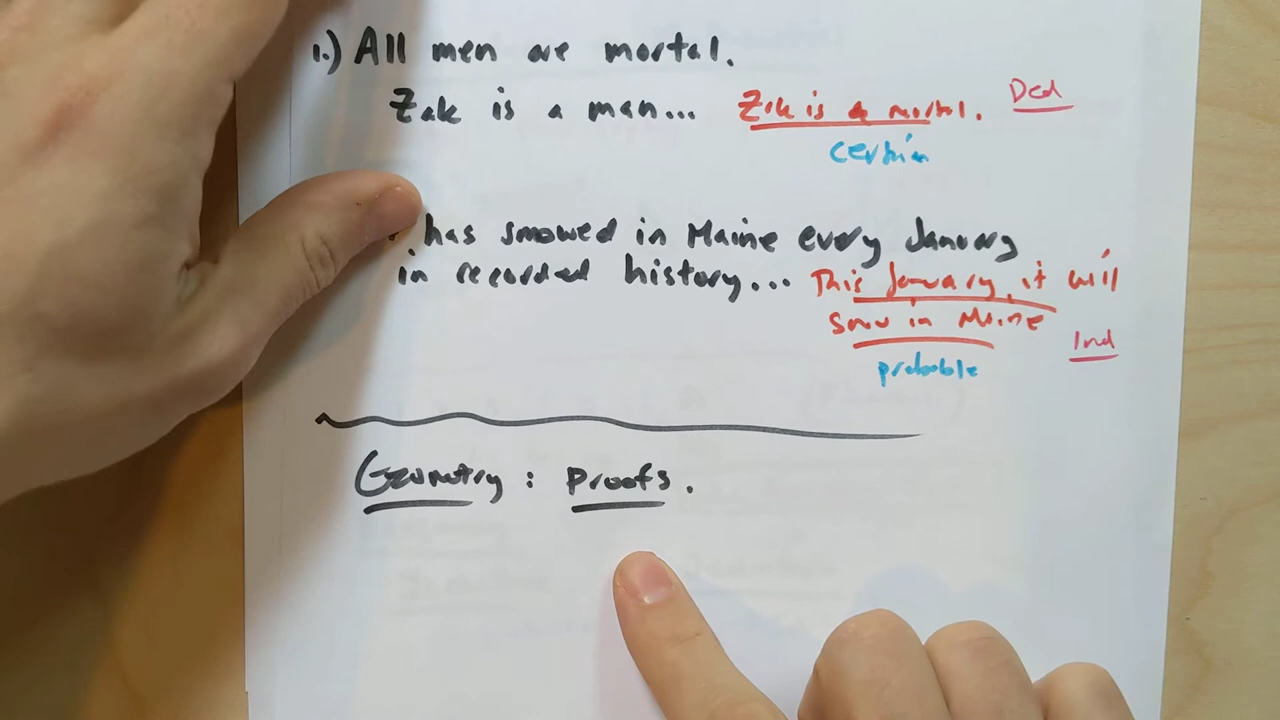 1.) All men are mortal.
Zak is a man... Zak is a mortal. Ded
certain
has snowed in Maine every January
in recorded history... This January, it will
snow in Maine
Ind
probable
Geometry : Proofs.